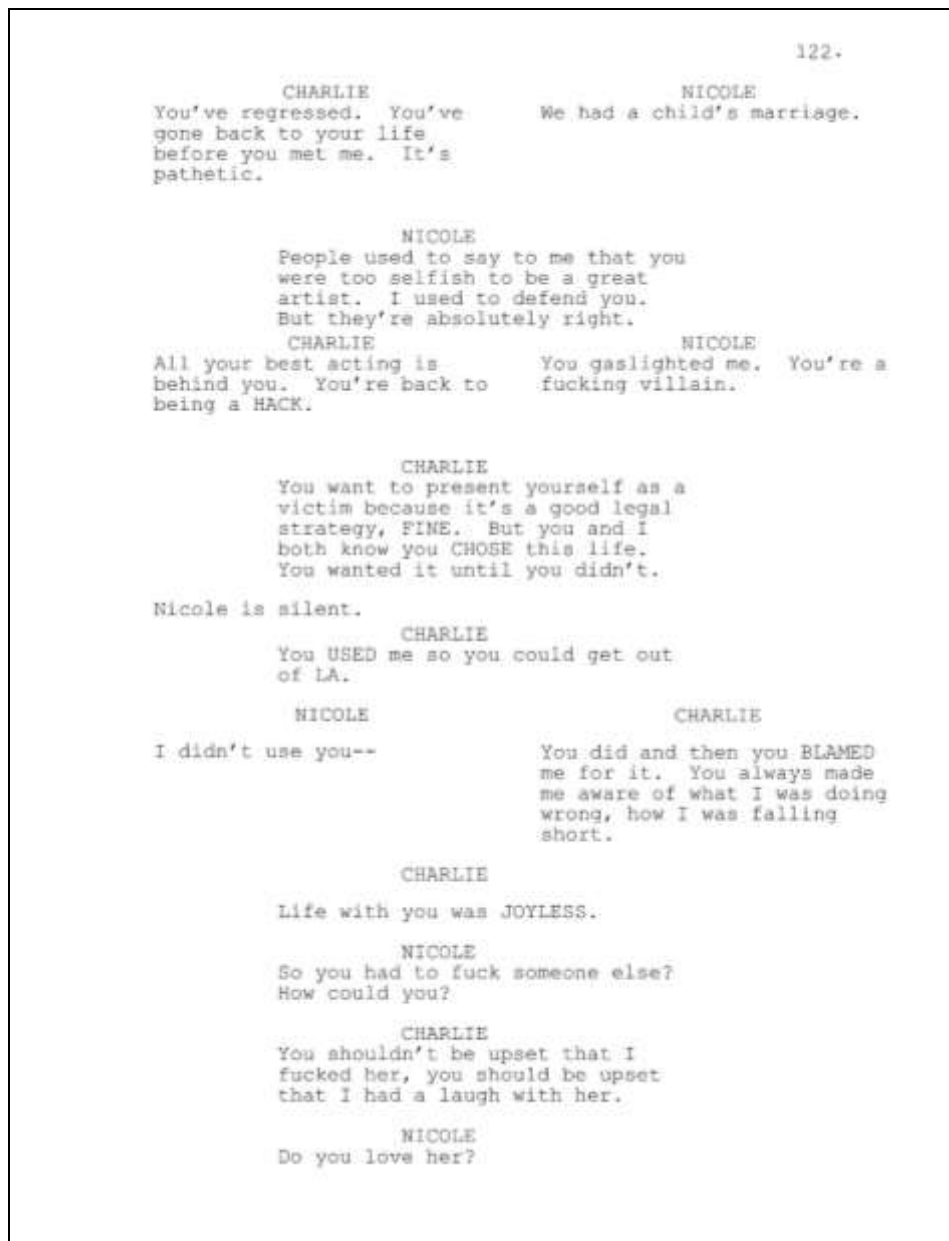 122.
CHARLIE
You've regressed. You've
gone back to your life
before you met me. It's
pathetic.
NICOLE
We had a child's marriage.
NICOLE
People used to say to me that you
were too selfish to be a great
artist. I used to defend you.
But they're absolutely right.
CHARLIE
All your best acting is
behind you. You're back to
being a HACK.
NICOLE
You gaslighted me. You're a
fucking villain.
CHARLIE
You want to present yourself as a
victim because it's a good legal
strategy, FINE. But you and I
both know you CHOSE this life.
You wanted it until you didn't.
Nicole is silent.
CHARLIE
You USED me so you could get out
of LA.
NICOLE
I didn't use you--
CHARLIE
You did and then you BLAMED
me for it. You always made
me aware of what I was doing
wrong, how I was falling
short.
CHARLIE
Life with you was JOYLESS.
NICOLE
So you had to fuck someone else?
How could you?
CHARLIE
You shouldn't be upset that I
fucked her, you should be upset
that I had a laugh with her.
NICOLE
Do you love her?